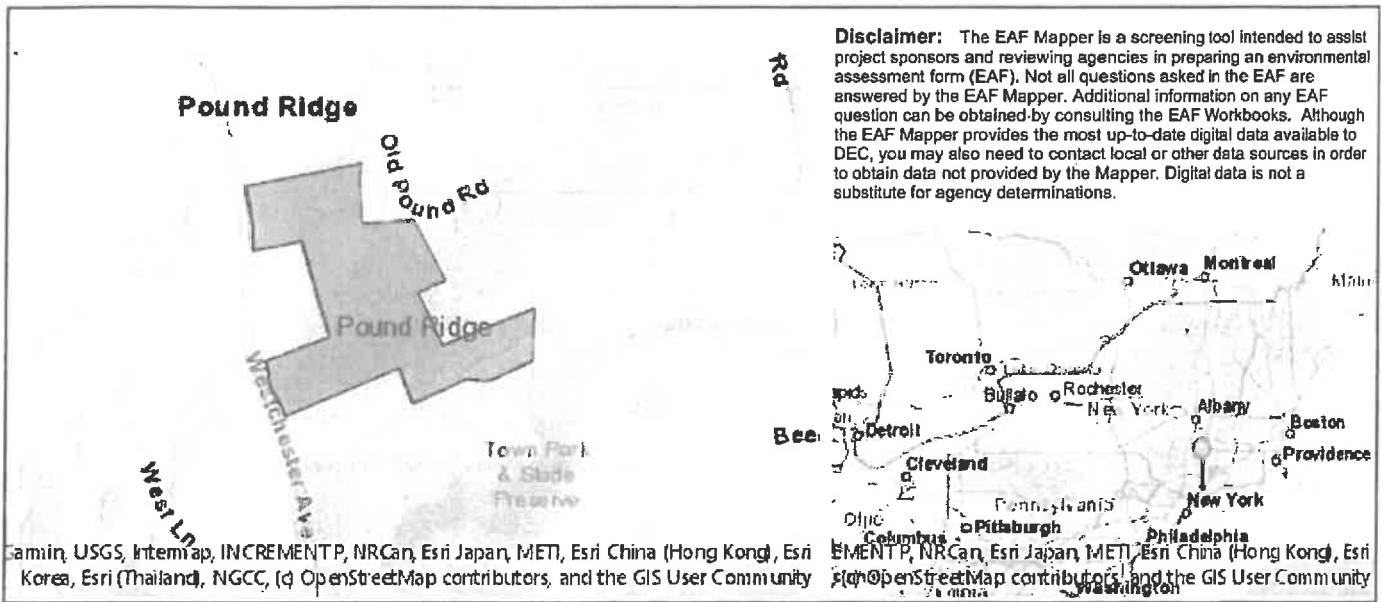 Pound Ridge
Old Pound Rd
Rd
Pound Ridge
Westchester Ave
West Ln
Town Park
& Slade
Preserve
Garmin, USGS, Intermap, INCREMENT P, NRCan, Esri Japan, METI, Esri China (Hong Kong), Esri
Korea, Esri (Thailand), NGCC, (c) OpenStreetMap contributors, and the GIS User Community
Disclaimer: The EAF Mapper is a screening tool intended to assist
project sponsors and reviewing agencies in preparing an environmental
assessment form (EAF). Not all questions asked in the EAF are
answered by the EAF Mapper. Additional information on any EAF
question can be obtained by consulting the EAF Workbooks. Although
the EAF Mapper provides the most up-to-date digital data available to
DEC, you may also need to contact local or other data sources in order
to obtain data not provided by the Mapper. Digital data is not a
substitute for agency determinations.
Ottawa
Montreal
Toronto
Buffalo
Rochester
New York
Albany
Boston
Providence
Bee
Detroit
Cleveland
Pennsylvania
New York
Ohio
Pittsburgh
Philadelphia
Columbus
EMENT P, NRCan, Esri Japan, METI, Esri China (Hong Kong), Esri
(c) OpenStreetMap contributors, and the GIS User Community
Washington